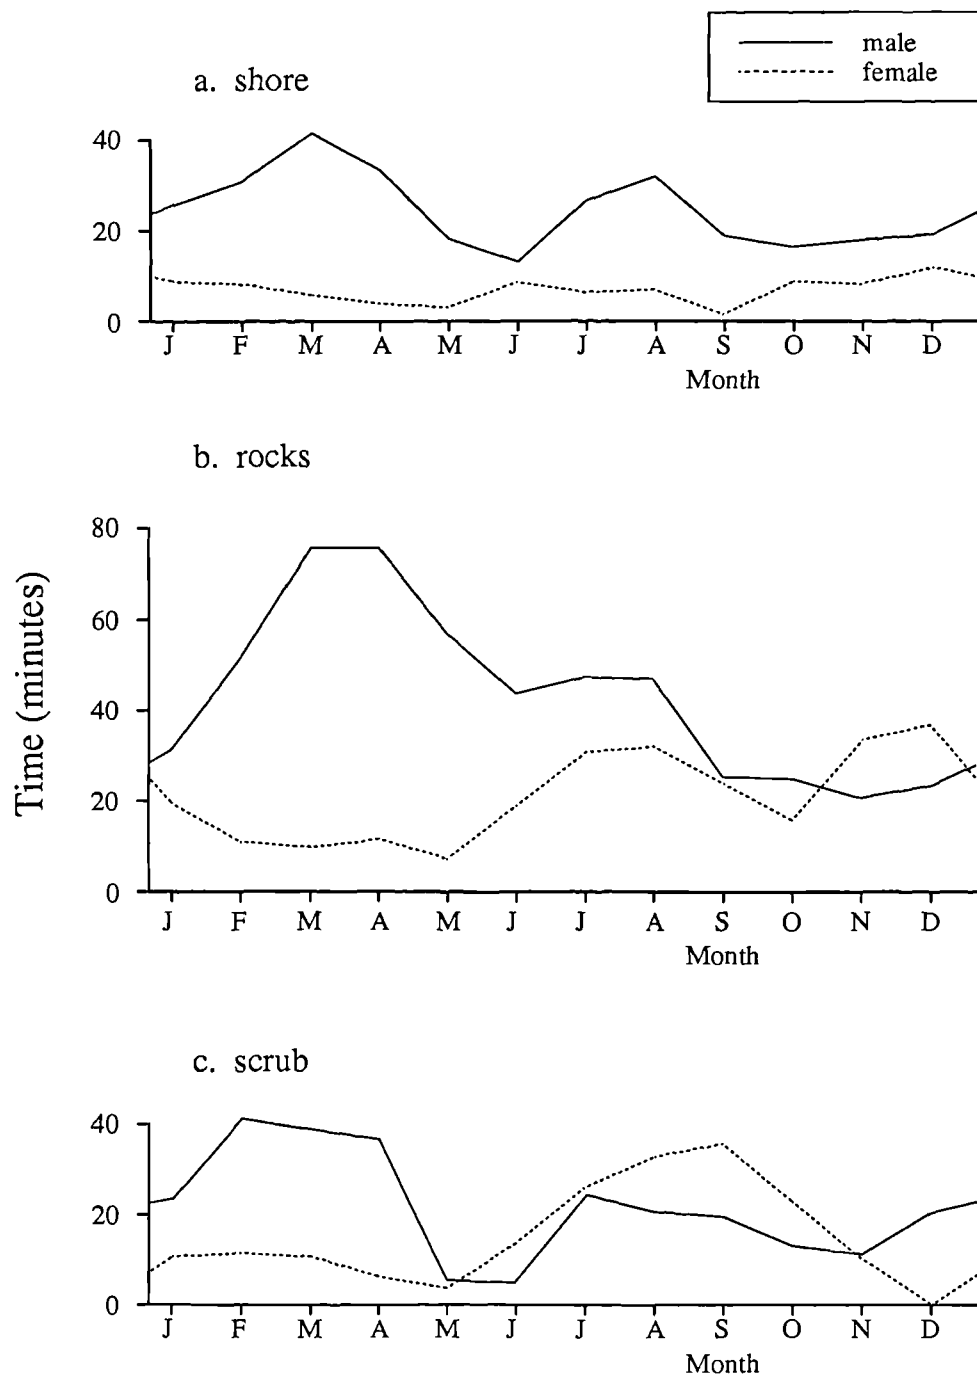 male
female
a. shore
40
20
0
J F M A M J J A S O N D
Month
b. rocks
80
60
40
20
0
J F M A M J J A S O N D
Month
Time (minutes)
c. scrub
40
20
0
J F M A M J J A S O N D
Month